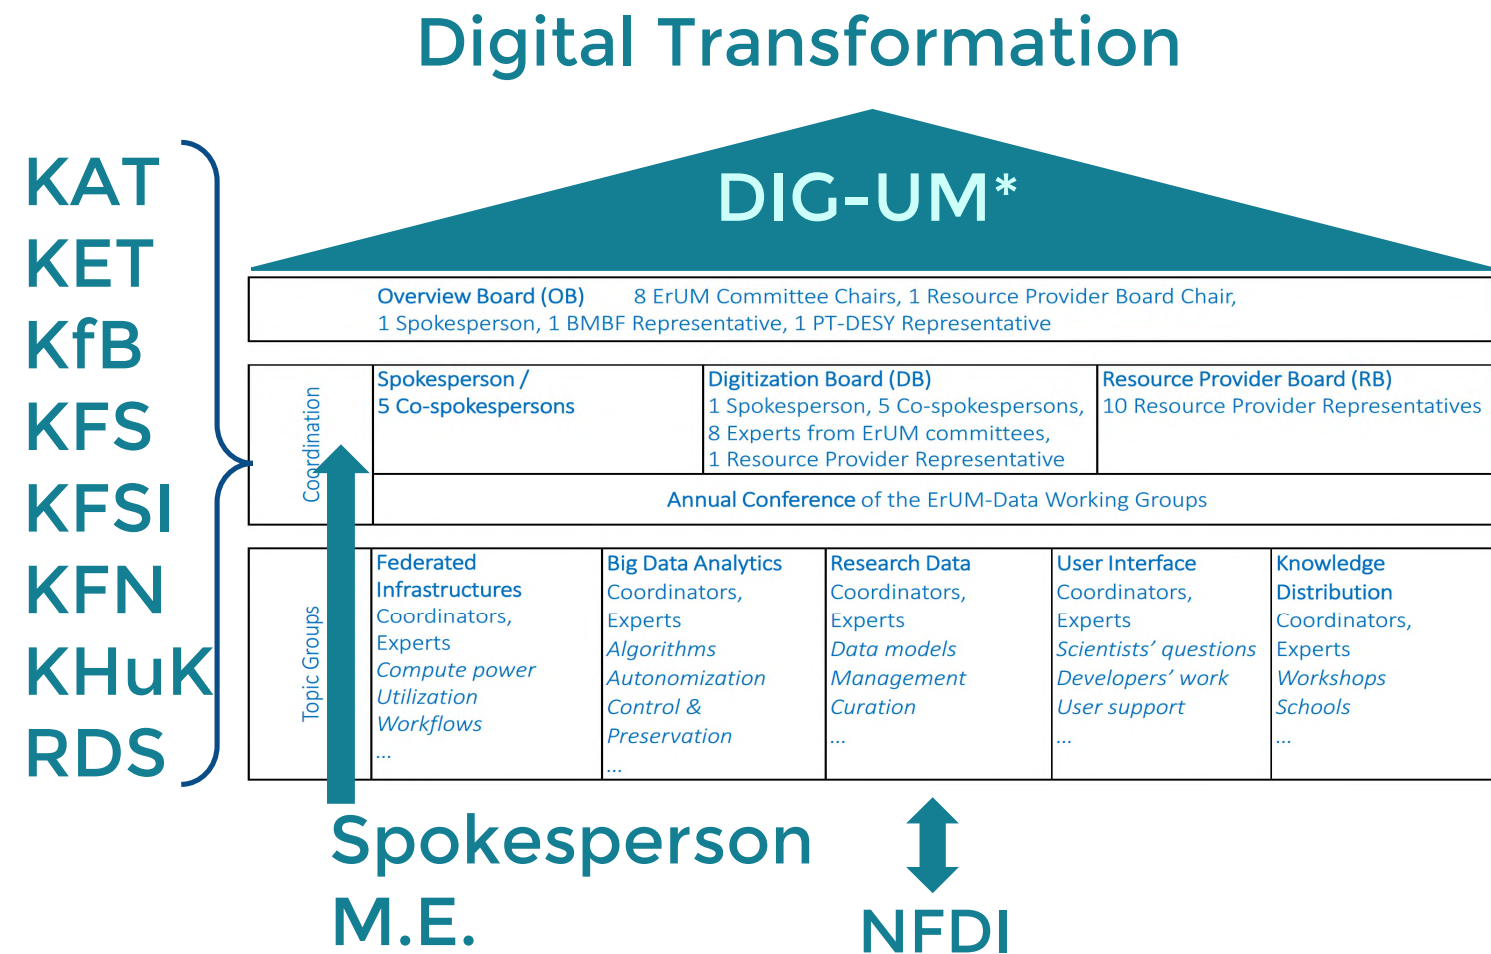 Digital Transformation
DIG-UM*
KAT
KET
KfB
KFS
KFSI
KFN
KHuK
RDS
Overview Board (OB) 8 ErUM Committee Chairs, 1 Resource Provider Board Chair,
1 Spokesperson, 1 BMBF Representative, 1 PT-DESY Representative
Coordination
Spokesperson /
5 Co-spokespersons
Digitization Board (DB)
1 Spokesperson, 5 Co-spokespersons,
8 Experts from ErUM committees,
1 Resource Provider Representative
Resource Provider Board (RB)
10 Resource Provider Representatives
Annual Conference of the ErUM-Data Working Groups
Topic Groups
Federated
Infrastructures
Coordinators,
Experts
Compute power
Utilization
Workflows
...
Big Data Analytics
Coordinators,
Experts
Algorithms
Autonomization
Control &
Preservation
...
Research Data
Coordinators,
Experts
Data models
Management
Curation
...
User Interface
Coordinators,
Experts
Scientists’ questions
Developers’ work
User support
...
Knowledge
Distribution
Coordinators,
Experts
Workshops
Schools
...
Spokesperson
M.E.
NFDI